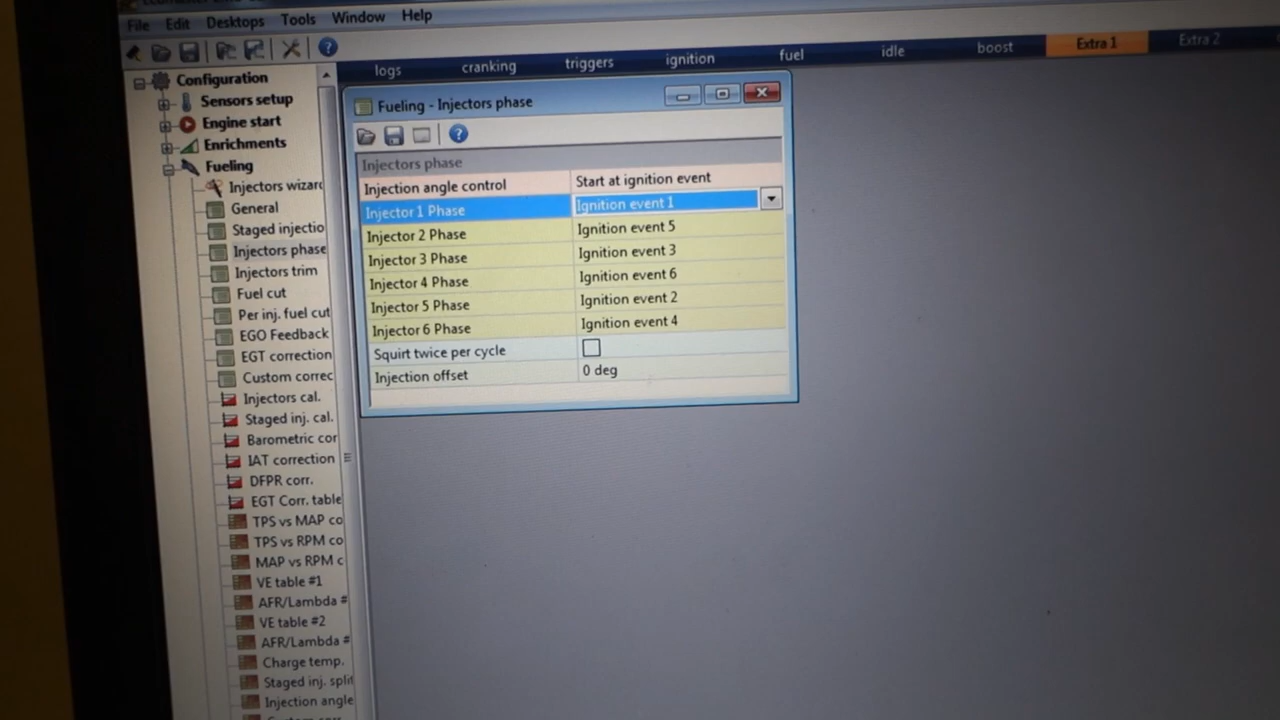 File Edit Desktops Tools Window Help
logs cranking triggers ignition fuel idle boost Extra 1 Extra 2
Configuration
Sensors setup
Engine start
Enrichments
Fueling
Injectors wizard
General
Staged injectio
Injectors phase
Injectors trim
Fuel cut
Per inj. fuel cut
EGO Feedback
EGT correction
Custom correc
Injectors cal.
Staged inj. cal.
Barometric cor
IAT correction
DFPR corr.
EGT Corr. table
TPS vs MAP co
TPS vs RPM co
MAP vs RPM c
VE table #1
AFR/Lambda #
VE table #2
AFR/Lambda #
Charge temp.
Staged inj. split
Injection angle
Fueling - Injectors phase
Injectors phase
Injection angle control Start at ignition event
Injector 1 Phase Ignition event 1
Injector 2 Phase Ignition event 5
Injector 3 Phase Ignition event 3
Injector 4 Phase Ignition event 6
Injector 5 Phase Ignition event 2
Injector 6 Phase Ignition event 4
Squirt twice per cycle
Injection offset 0 deg